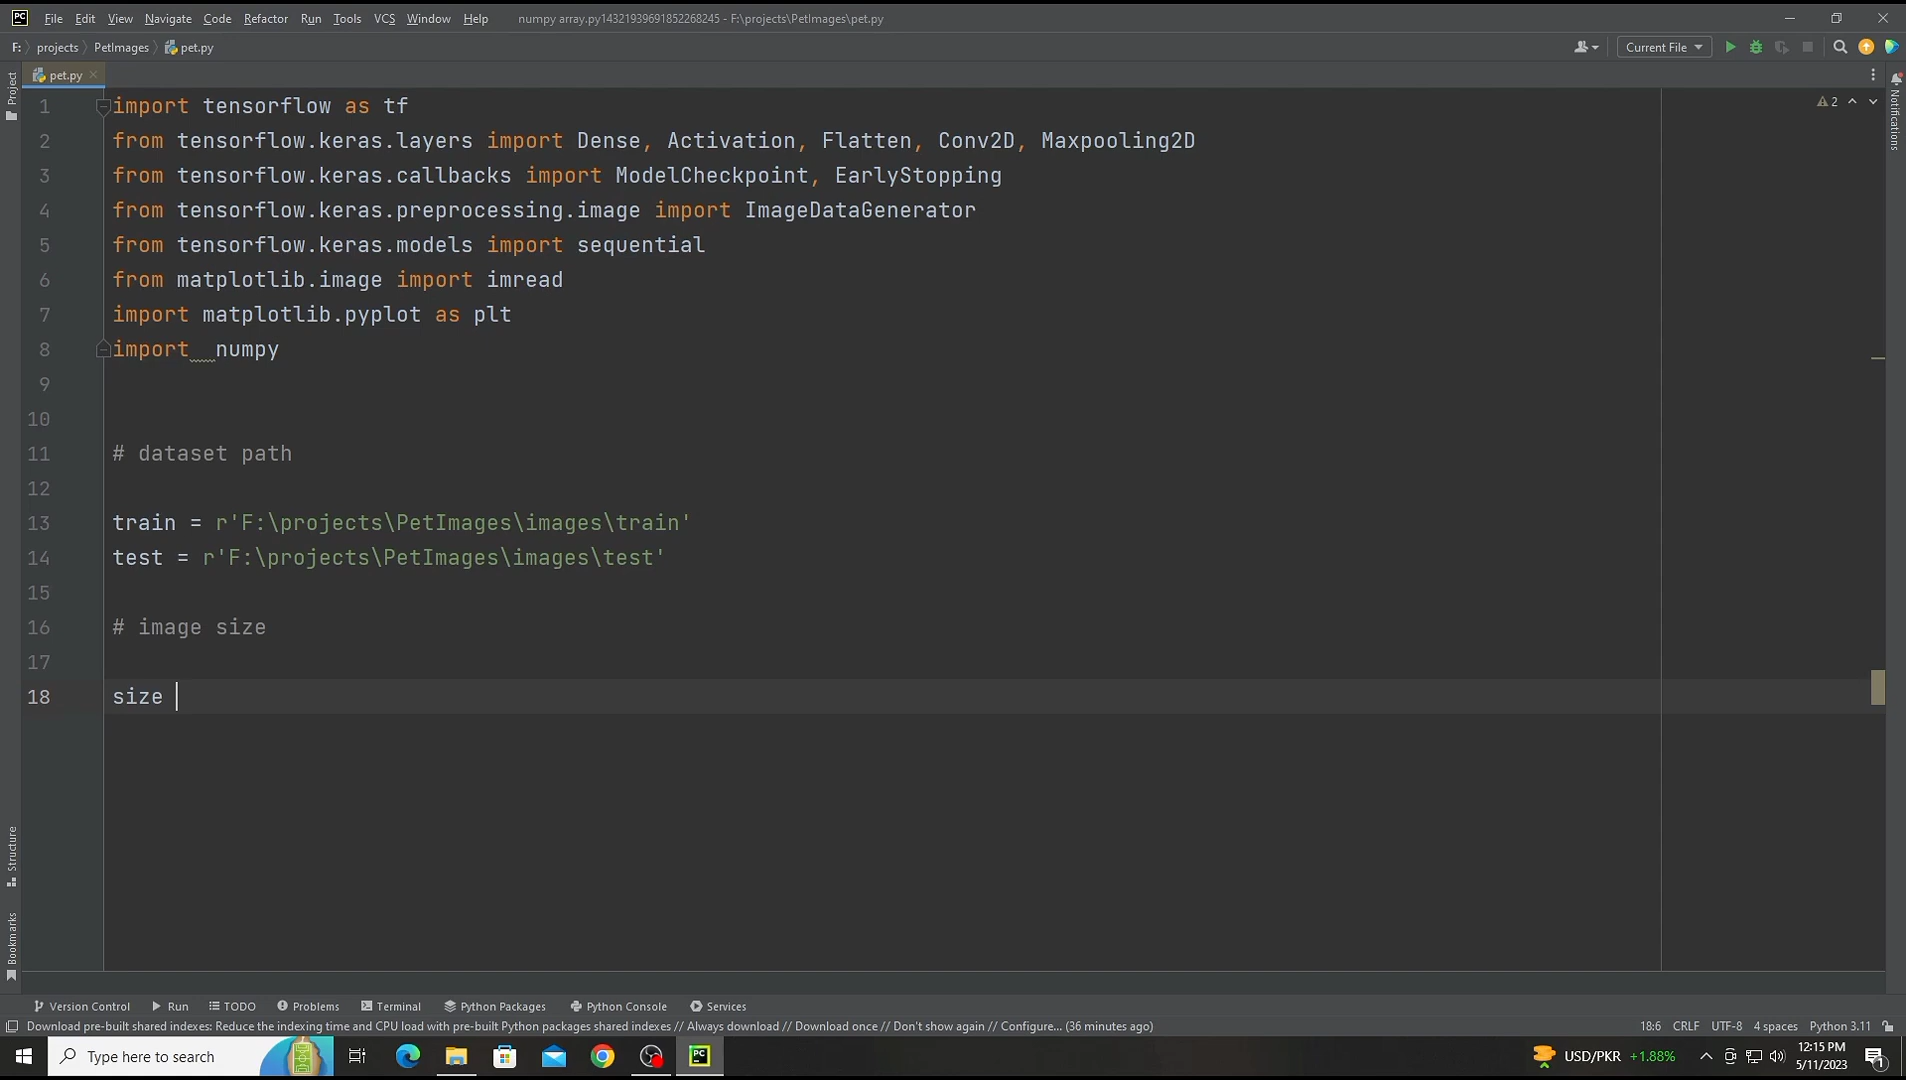 PC File Edit View Navigate Code Refactor Run Tools VCS Window Help numpy array.py14321939691852268245 - F:\projects\PetImages\pet.py
F: projects PetImages pet.py Current File
Project
pet.py
1 import tensorflow as tf
2 from tensorflow.keras.layers import Dense, Activation, Flatten, Conv2D, Maxpooling2D
3 from tensorflow.keras.callbacks import ModelCheckpoint, EarlyStopping
4 from tensorflow.keras.preprocessing.image import ImageDataGenerator
5 from tensorflow.keras.models import sequential
6 from matplotlib.image import imread
7 import matplotlib.pyplot as plt
8 import  numpy
9
10
11 # dataset path
12
13 train = r'F:\projects\PetImages\images\train'
14 test = r'F:\projects\PetImages\images\test'
15
16 # image size
17
18 size
2
Notifications
Structure
Bookmarks
Version Control Run TODO Problems Terminal Python Packages Python Console Services
Download pre-built shared indexes: Reduce the indexing time and CPU load with pre-built Python packages shared indexes // Always download // Download once // Don't show again // Configure... (36 minutes ago) 18:6 CRLF UTF-8 4 spaces Python 3.11
Type here to search PC USD/PKR +1.88% 12:15 PM
5/11/2023 1